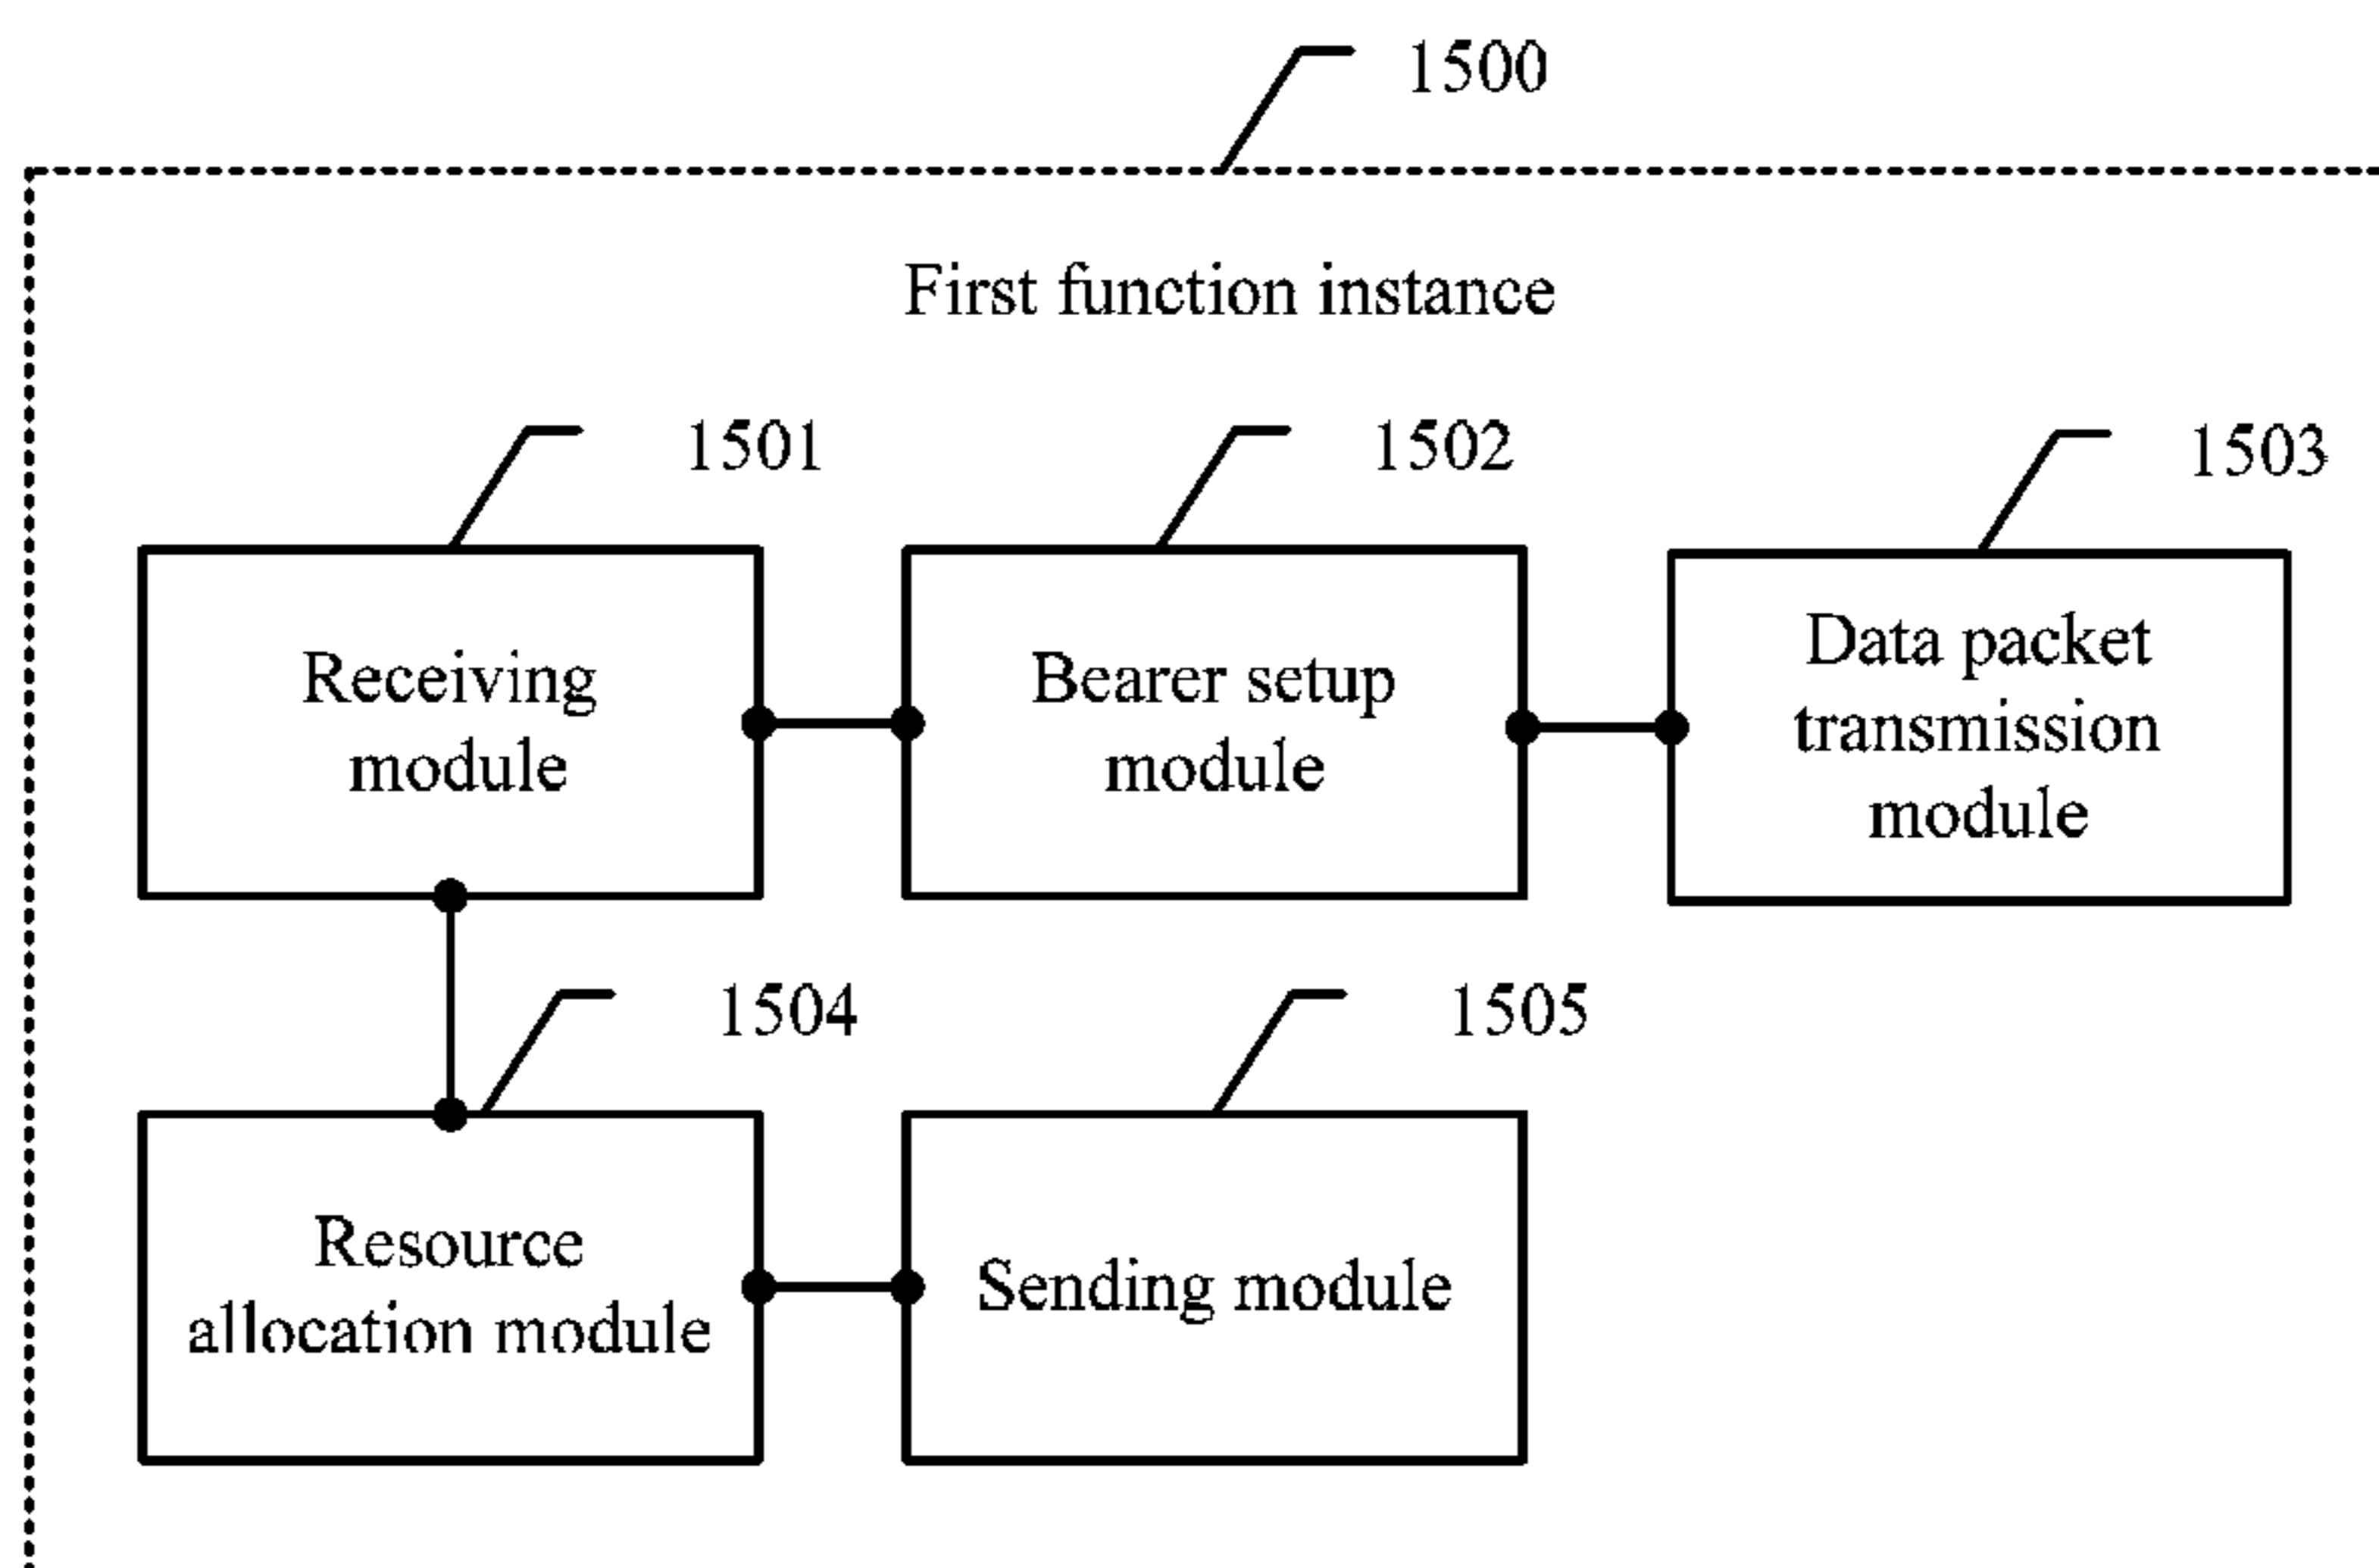 1500
First function instance
1501
1502
1503
Receiving
module
Bearer setup
module
Data packet
transmission
module
1504
1505
Resource
allocation module
Sending module